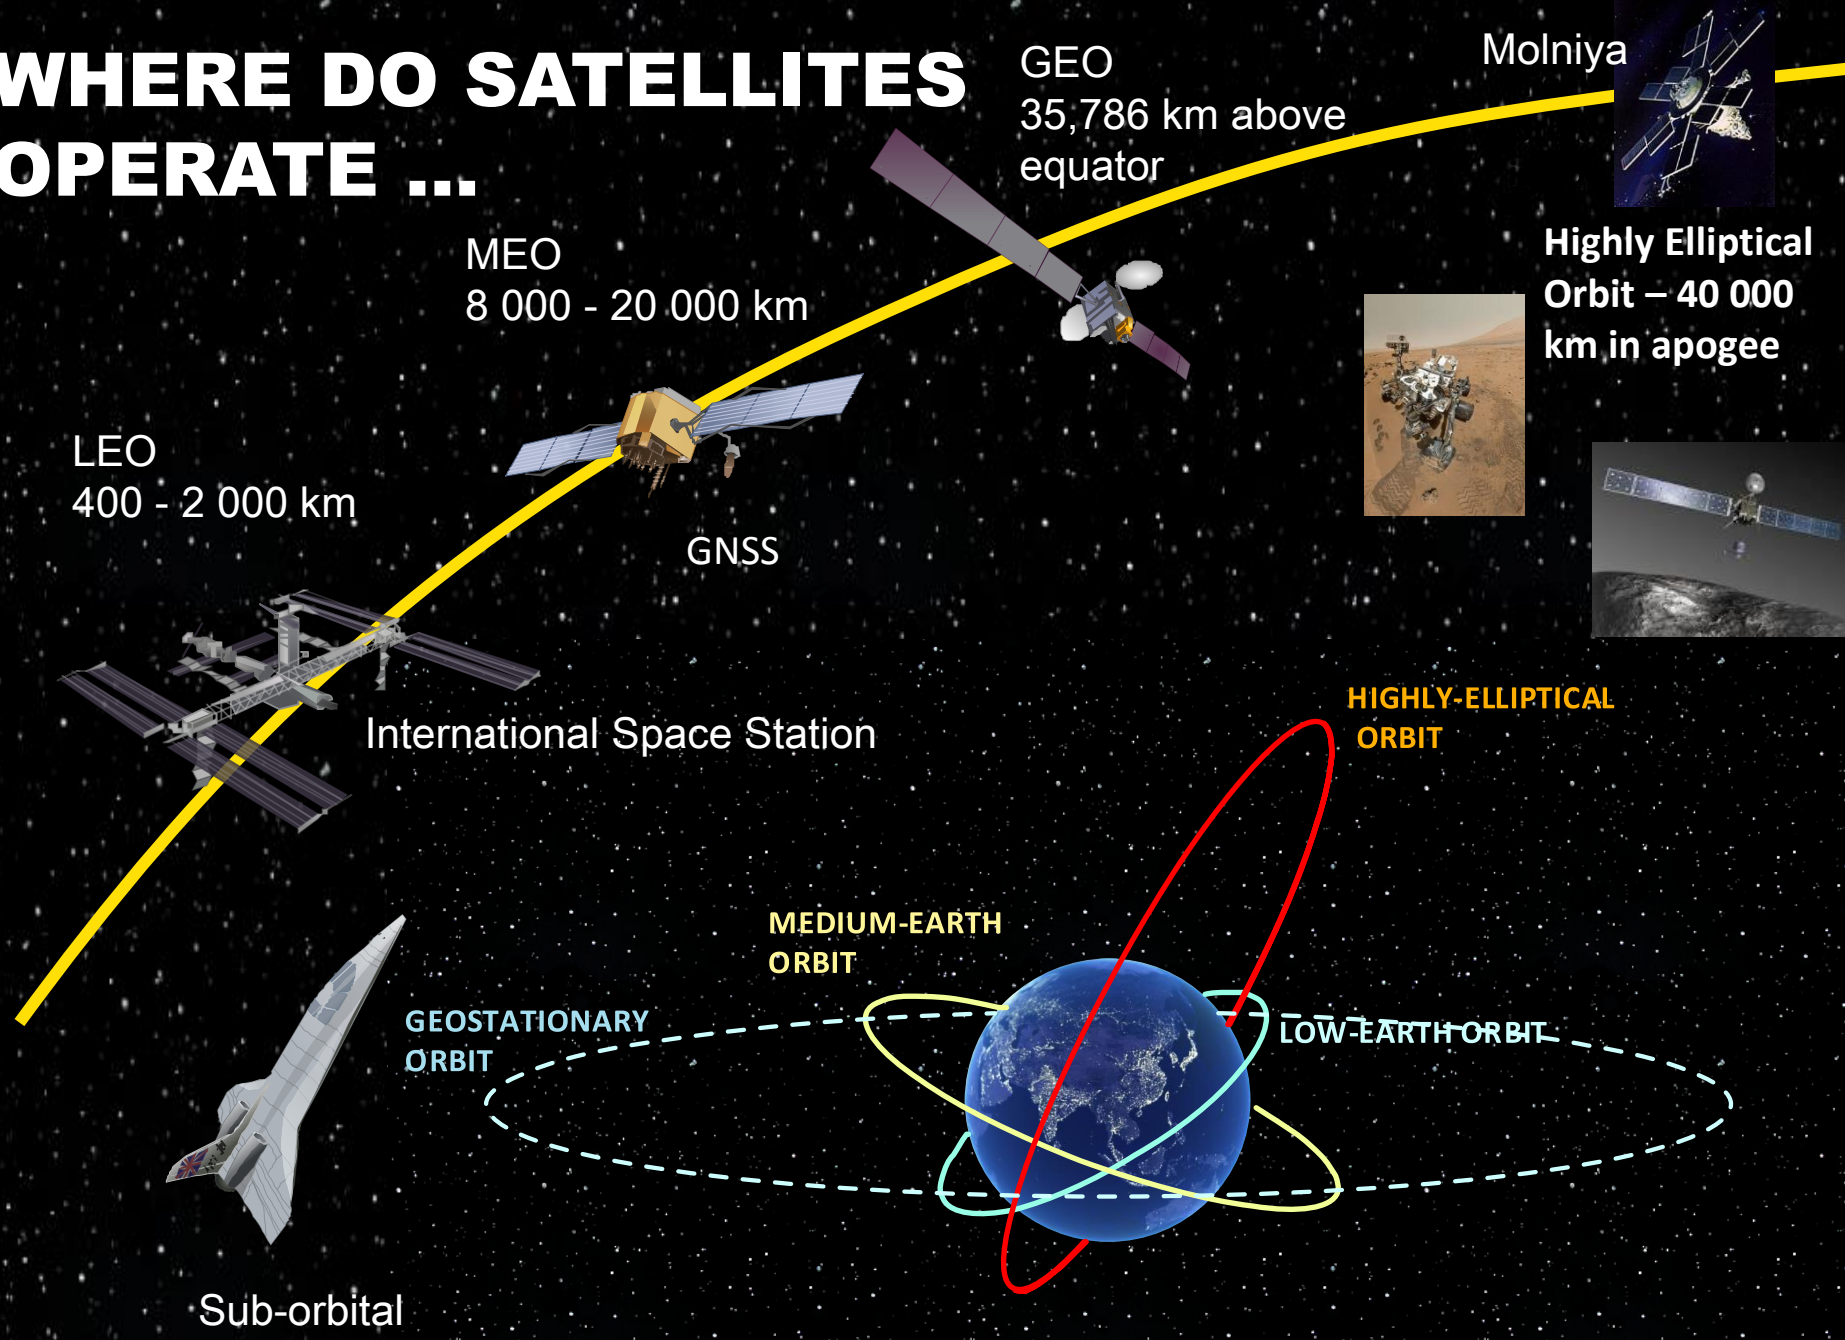 WHERE DO SATELLITES
OPERATE ...
GEO
35,786 km above
equator
Molniya
Highly Elliptical
Orbit – 40 000
km in apogee
MEO
8 000 - 20 000 km
GNSS
LEO
400 - 2 000 km
International Space Station
Sub-orbital
HIGHLY-ELLIPTICAL
ORBIT
MEDIUM-EARTH
ORBIT
GEOSTATIONARY
ORBIT
LOW-EARTH ORBIT